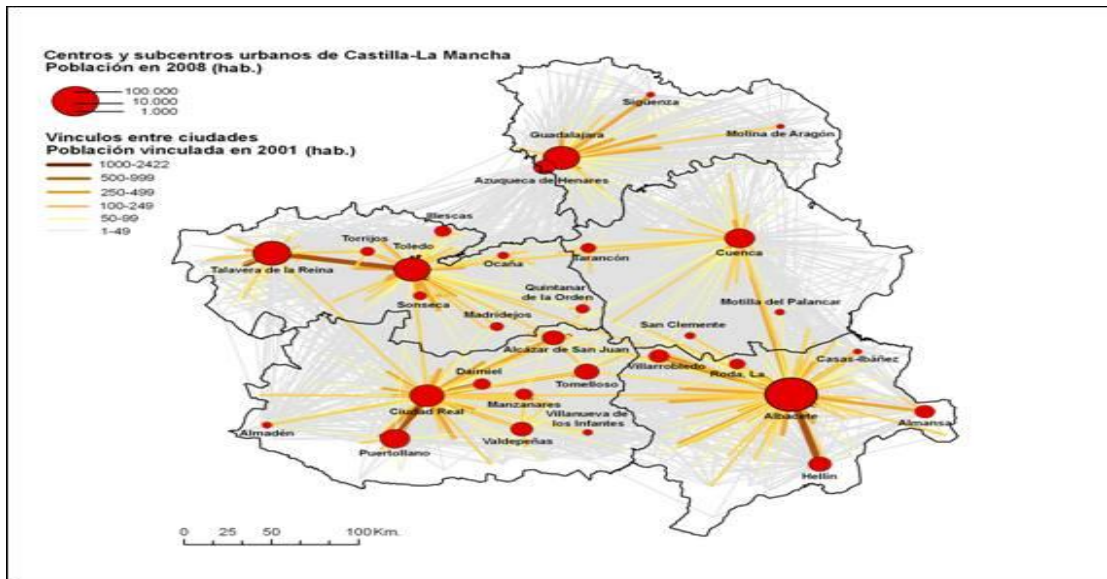 Centros y subcentros urbanos de Castilla-La Mancha
Población en 2008 (hab.)
100.000
10.000
1.000
Vínculos entre ciudades
Población vinculada en 2001 (hab.)
1000-2422
500-999
250-499
100-249
50-99
1-49
Sigüenza
Guadalajara
Molina de Aragón
Azuqueca de Henares
Illescas
Torrijos
Toledo
Ocaña
Tarancón
Cuenca
Talavera de la Reina
Sonseca
Quintanar
de la Orden
Motilla del Palancar
Madridejos
San Clemente
Alcázar de San Juan
Villarrobledo
Roda, La
Casas-Ibáñez
Daimiel
Tomelloso
Ciudad Real
Manzanares
Albacete
Almansa
Villanueva de
los Infantes
Almadén
Valdepeñas
Puertollano
Hellín
0 25 50 100 Km.